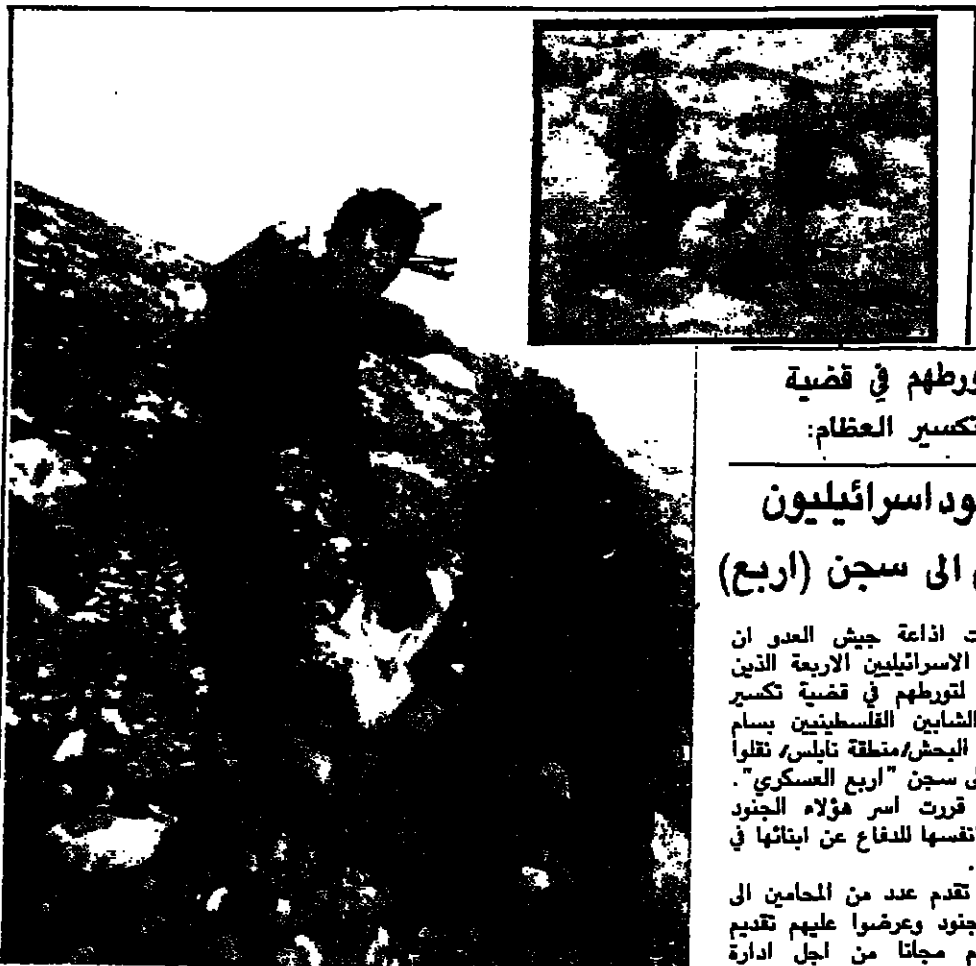 ورطهم في قضية
تكسير العظام:
ود اسرائيليون
الى سجن (اربع)
ت اذاعة جيش العدو ان
الاسرائيليين الاربعة الذين
لتورطهم في قضية تكسير
الشابين الفلسطينيين بسام
البحش/منطقة نابلس/ نقلوا
ى سجن "اربع العسكري".
قررت اسر هؤلاء الجنود
نفسها للدفاع عن ابنائها في
.
تقدم عدد من المحامين الى
جنود وعرضوا عليهم تقديم
م مجانا من اجل ادارة